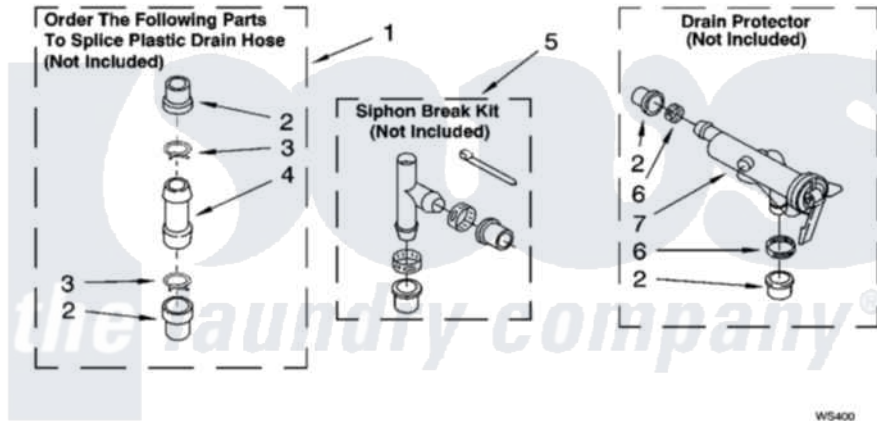 Order The Following Parts
To Splice Plastic Drain Hose
(Not Included)
1
2
3
4
3
2
5
Siphon Break Kit
(Not Included)
Drain Protector
(Not Included)
2
6
7
6
2
the laundry company®
WS400